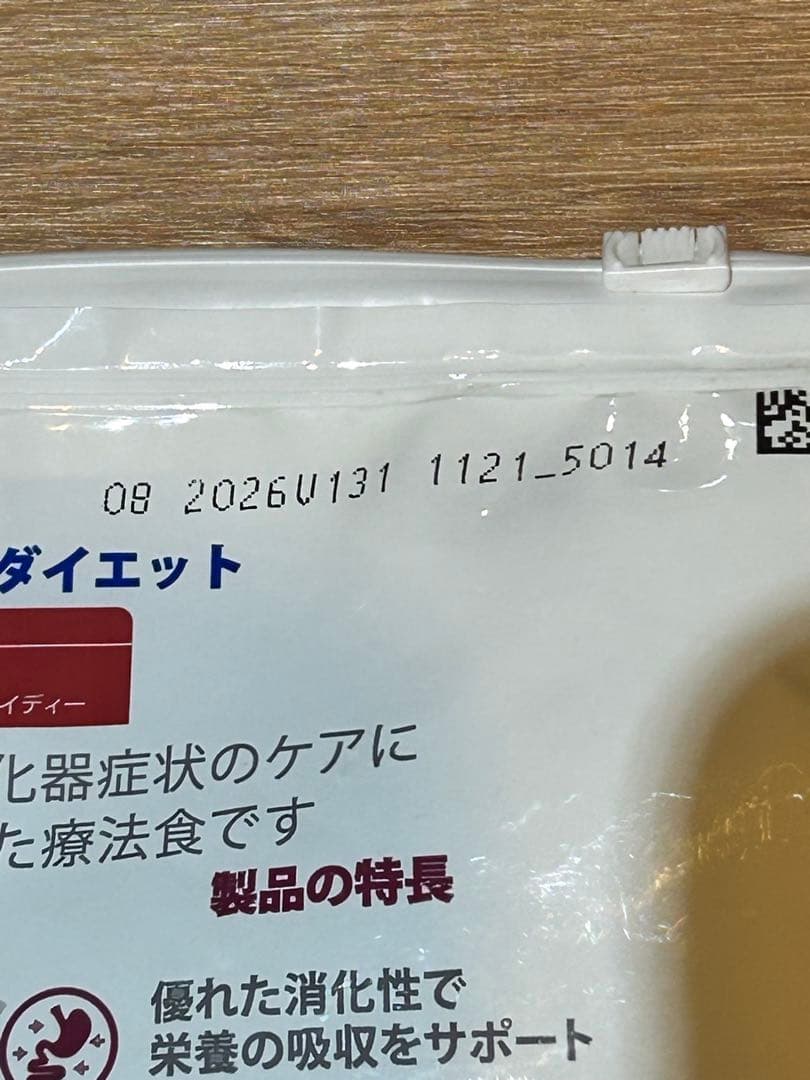 08 2026V131 1121_5014
ダイエット
イディー
化器症状のケアに
た療法食です
製品の特長
優れた消化性で
栄養の吸収をサポート